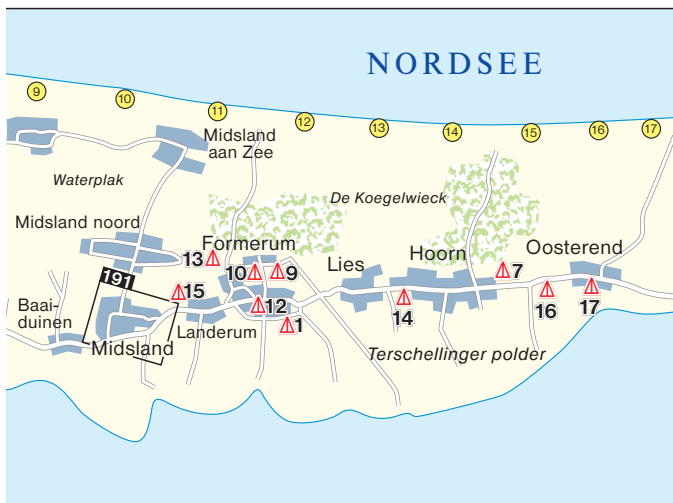 NORDSEE
9
10
11
12
13
14
15
16
17
Midsland
aan Zee
Waterplak
De Koegelwieck
Midsland noord
Formerum
13
10
9
Lies
Hoorn
7
Oosterend
191
15
Baai-
duinen
12
14
16
17
Landerum
1
Midsland
Terschellinger polder